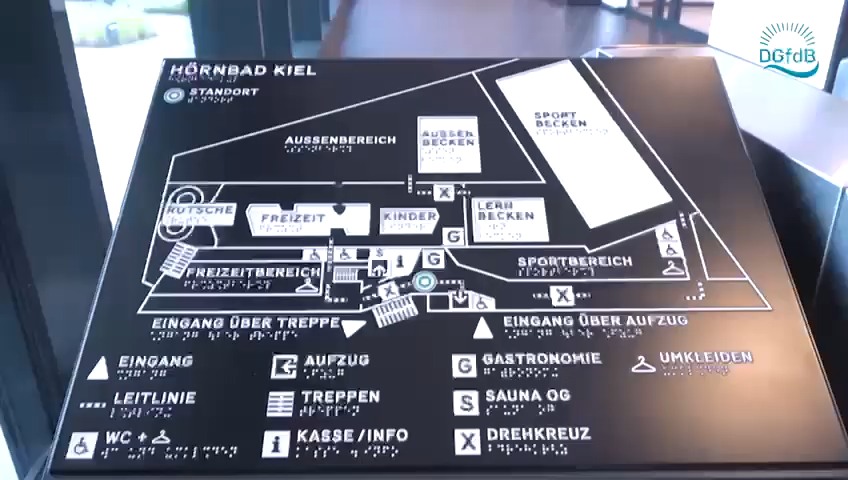 DGfdB
HÖRNBAD KIEL
STANDORT
SPORT
BECKEN
AUSSEN
BECKEN
AUSSENBEREICH
X
RUTSCHE
FREIZEIT
KINDER
LERN
BECKEN
G
S
i
G
FREIZEITBEREICH
SPORTBEREICH
X
X
EINGANG ÜBER TREPPE
EINGANG ÜBER AUFZUG
EINGANG
AUFZUG
GASTRONOMIE
UMKLEIDEN
LEITLINIE
TREPPEN
S SAUNA OG
WC +
i KASSE/INFO
X DREHKREUZ